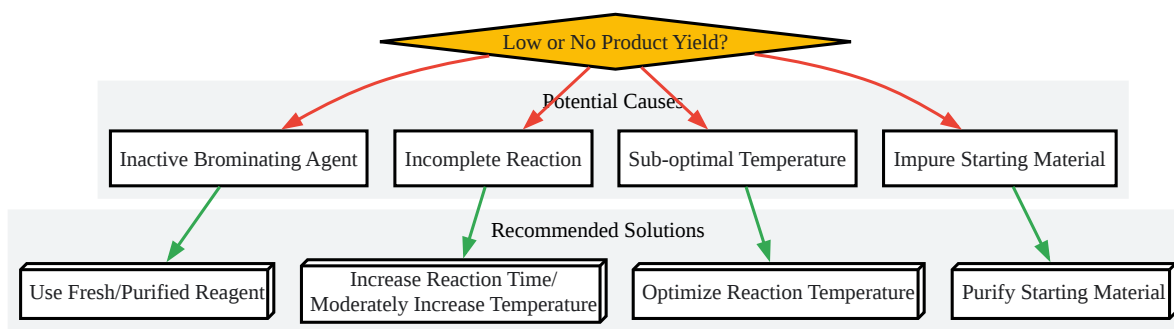 Low or No Product Yield?
Potential Causes
Inactive Brominating Agent
Incomplete Reaction
Sub-optimal Temperature
Impure Starting Material
Recommended Solutions
Use Fresh/Purified Reagent
Increase Reaction Time/
Moderately Increase Temperature
Optimize Reaction Temperature
Purify Starting Material